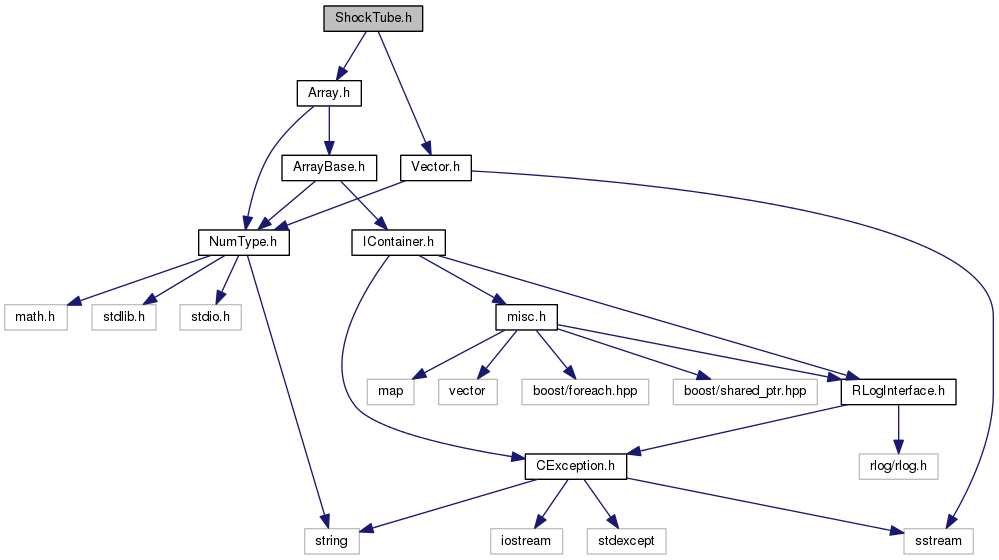 ShockTube.h
Array.h
ArrayBase.h
Vector.h
NumType.h
IContainer.h
math.h
stdlib.h
stdio.h
misc.h
map
vector
boost/foreach.hpp
boost/shared_ptr.hpp
RLogInterface.h
CException.h
rlog/rlog.h
string
iostream
stdexcept
sstream